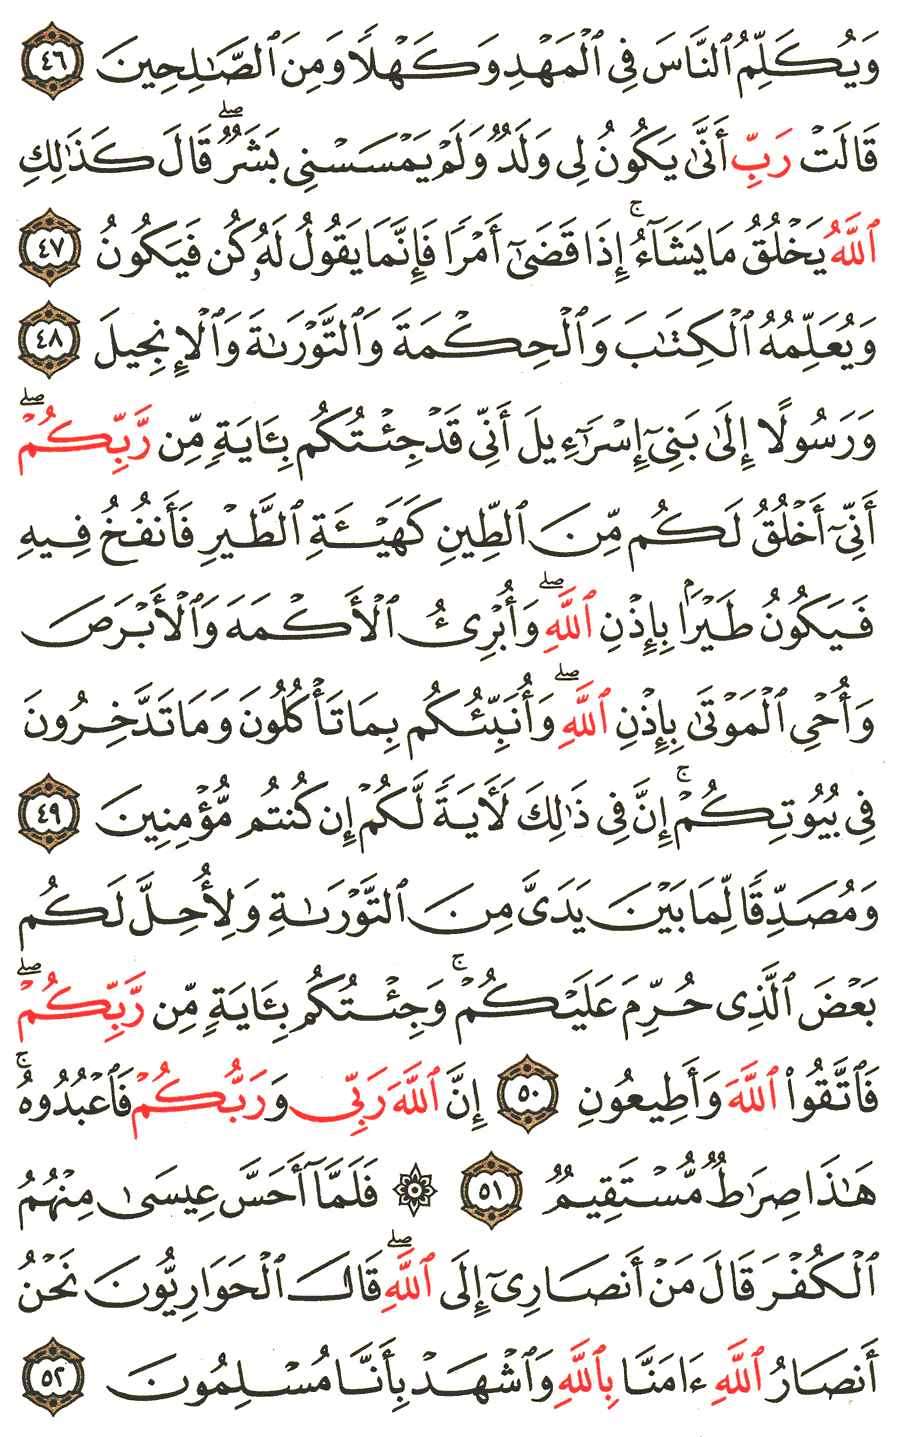 وَيُكَلِّمُ ٱلنَّاسَ فِي ٱلۡمَهۡدِ وَكَهۡلٗا وَمِنَ ٱلصَّٰلِحِينَ ٤٦
قَالَتۡ رَبِّ أَنَّىٰ يَكُونُ لِي وَلَدٞ وَلَمۡ يَمۡسَسۡنِي بَشَرٞۖ قَالَ كَذَٰلِكِ
ٱللَّهُ يَخۡلُقُ مَا يَشَآءُۚ إِذَا قَضَىٰٓ أَمۡرٗا فَإِنَّمَا يَقُولُ لَهُۥ كُن فَيَكُونُ ٤٧
وَيُعَلِّمُهُ ٱلۡكِتَٰبَ وَٱلۡحِكۡمَةَ وَٱلتَّوۡرَىٰةَ وَٱلۡإِنجِيلَ ٤٨
وَرَسُولًا إِلَىٰ بَنِيٓ إِسۡرَٰٓءِيلَ أَنِّي قَدۡ جِئۡتُكُم بِـَٔايَةٖ مِّن رَّبِّكُمۡۖ
أَنِّيٓ أَخۡلُقُ لَكُم مِّنَ ٱلطِّينِ كَهَيۡـَٔةِ ٱلطَّيۡرِ فَأَنفُخُ فِيهِ
فَيَكُونُ طَيۡرَۢا بِإِذۡنِ ٱللَّهِۖ وَأُبۡرِئُ ٱلۡأَكۡمَهَ وَٱلۡأَبۡرَصَ
وَأُحۡيِ ٱلۡمَوۡتَىٰ بِإِذۡنِ ٱللَّهِۖ وَأُنَبِّئُكُم بِمَا تَأۡكُلُونَ وَمَا تَدَّخِرُونَ
فِي بُيُوتِكُمۡۚ إِنَّ فِي ذَٰلِكَ لَأٓيَةٗ لَّكُمۡ إِن كُنتُم مُّؤۡمِنِينَ ٤٩
وَمُصَدِّقٗا لِّمَا بَيۡنَ يَدَيَّ مِنَ ٱلتَّوۡرَىٰةِ وَلِأُحِلَّ لَكُم
بَعۡضَ ٱلَّذِي حُرِّمَ عَلَيۡكُمۡۚ وَجِئۡتُكُم بِـَٔايَةٖ مِّن رَّبِّكُمۡۖ
فَٱتَّقُواْ ٱللَّهَ وَأَطِيعُونِ ٥٠ إِنَّ ٱللَّهَ رَبِّي وَرَبُّكُمۡ فَٱعۡبُدُوهُۚ
هَٰذَا صِرَٰطٞ مُّسۡتَقِيمٞ ٥١ ۞ فَلَمَّآ أَحَسَّ عِيسَىٰ مِنۡهُمُ
ٱلۡكُفۡرَ قَالَ مَنۡ أَنصَارِيٓ إِلَى ٱللَّهِۖ قَالَ ٱلۡحَوَارِيُّونَ نَحۡنُ
أَنصَارُ ٱللَّهِ ءَامَنَّا بِٱللَّهِ وَٱشۡهَدۡ بِأَنَّا مُسۡلِمُونَ ٥٢